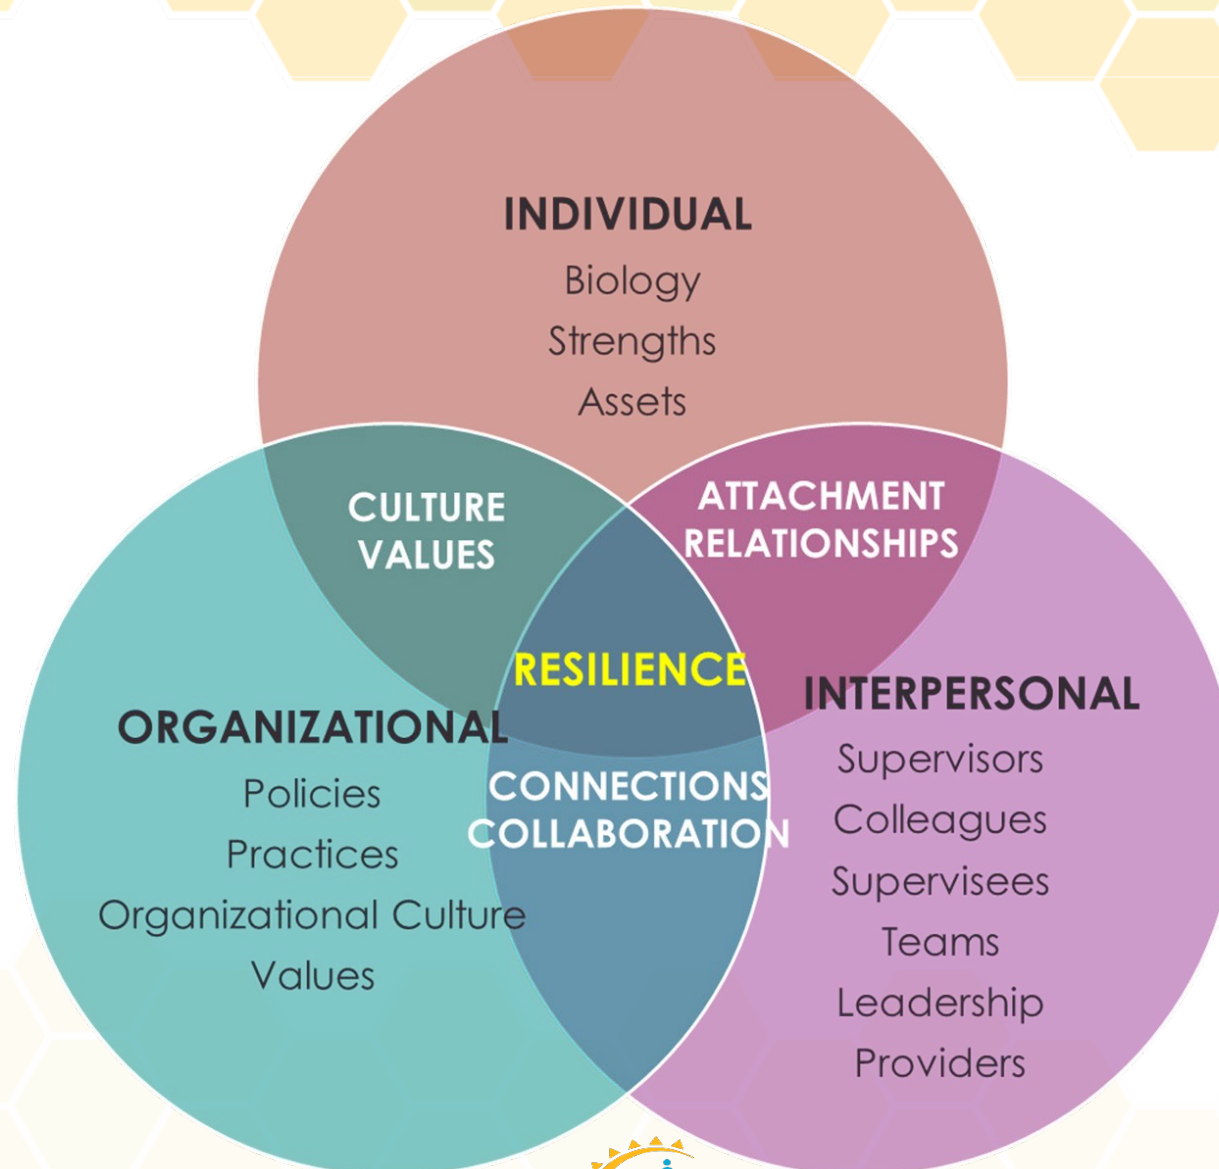 INDIVIDUAL
Biology
Strengths
Assets
CULTURE
VALUES
ATTACHMENT
RELATIONSHIPS
RESILIENCE
ORGANIZATIONAL
Policies
Practices
Organizational Culture
Values
CONNECTIONS
COLLABORATION
INTERPERSONAL
Supervisors
Colleagues
Supervisees
Teams
Leadership
Providers